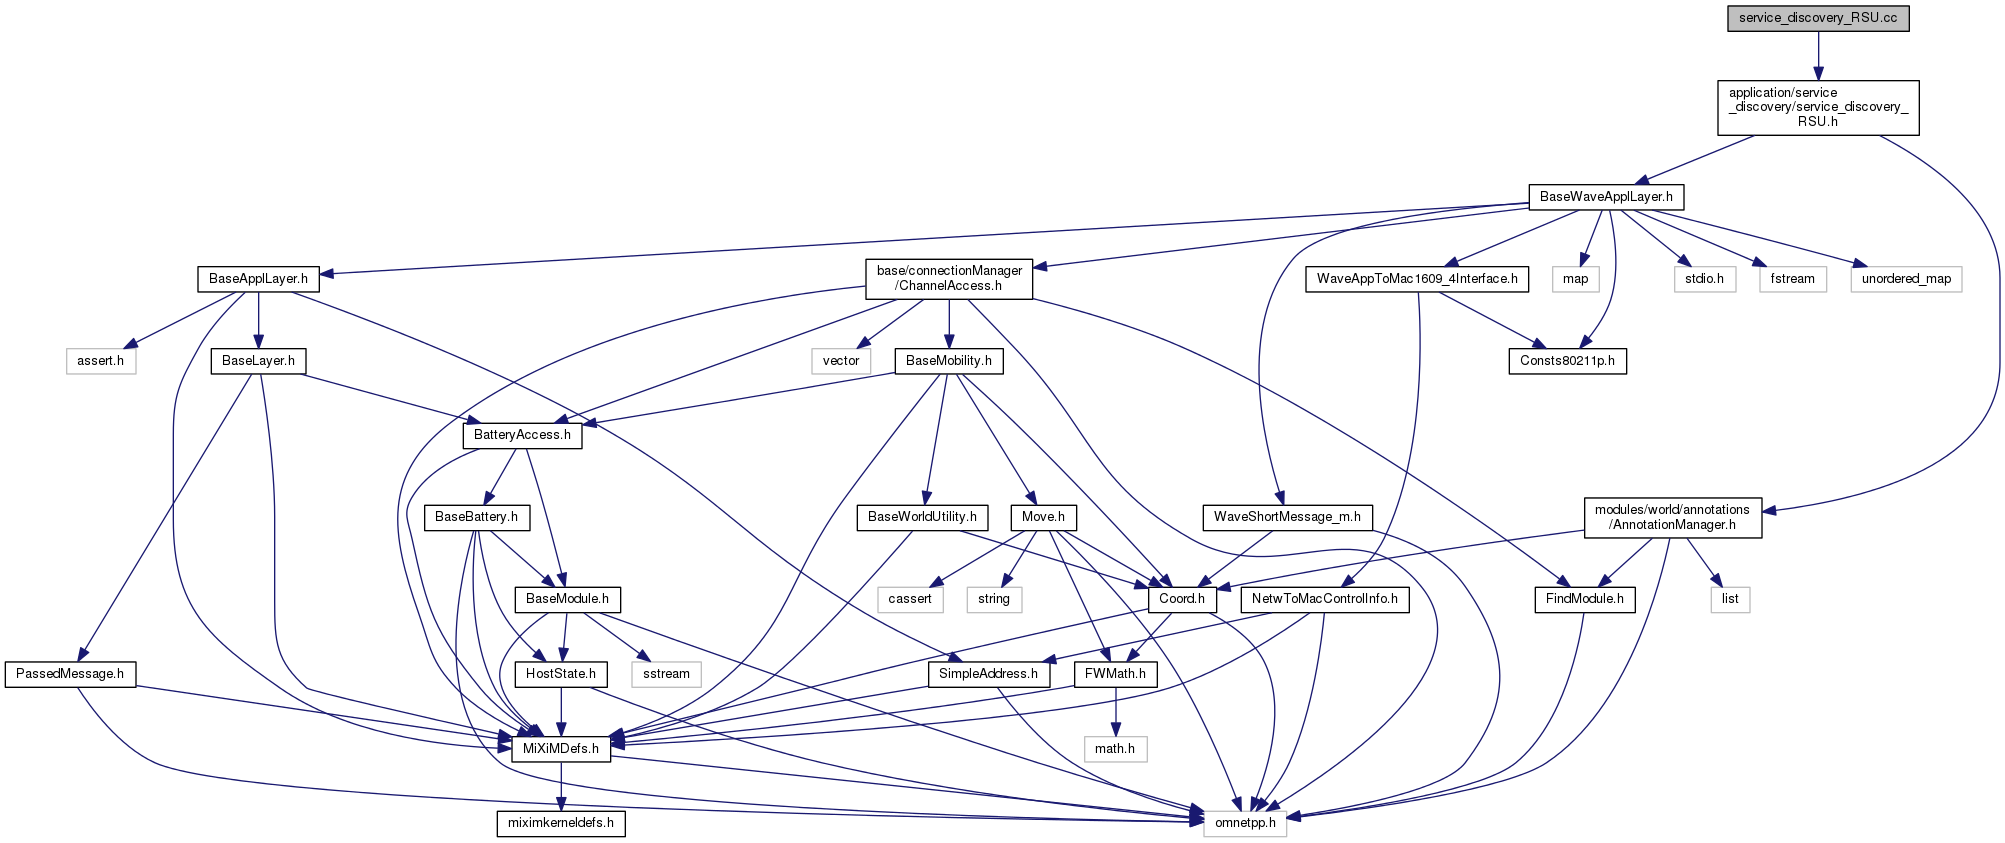 service_discovery_RSU.cc
application/service
_discovery/service_discovery_
RSU.h
BaseWaveApplLayer.h
BaseApplLayer.h
base/connectionManager
/ChannelAccess.h
WaveAppToMac1609_4Interface.h
map
stdio.h
fstream
unordered_map
assert.h
BaseLayer.h
vector
BaseMobility.h
Consts80211p.h
BatteryAccess.h
BaseBattery.h
BaseWorldUtility.h
Move.h
WaveShortMessage_m.h
modules/world/annotations
/AnnotationManager.h
BaseModule.h
cassert
string
Coord.h
NetwToMacControlInfo.h
FindModule.h
list
PassedMessage.h
HostState.h
sstream
SimpleAddress.h
FWMath.h
MiXiMDefs.h
math.h
miximkerneldefs.h
omnetpp.h